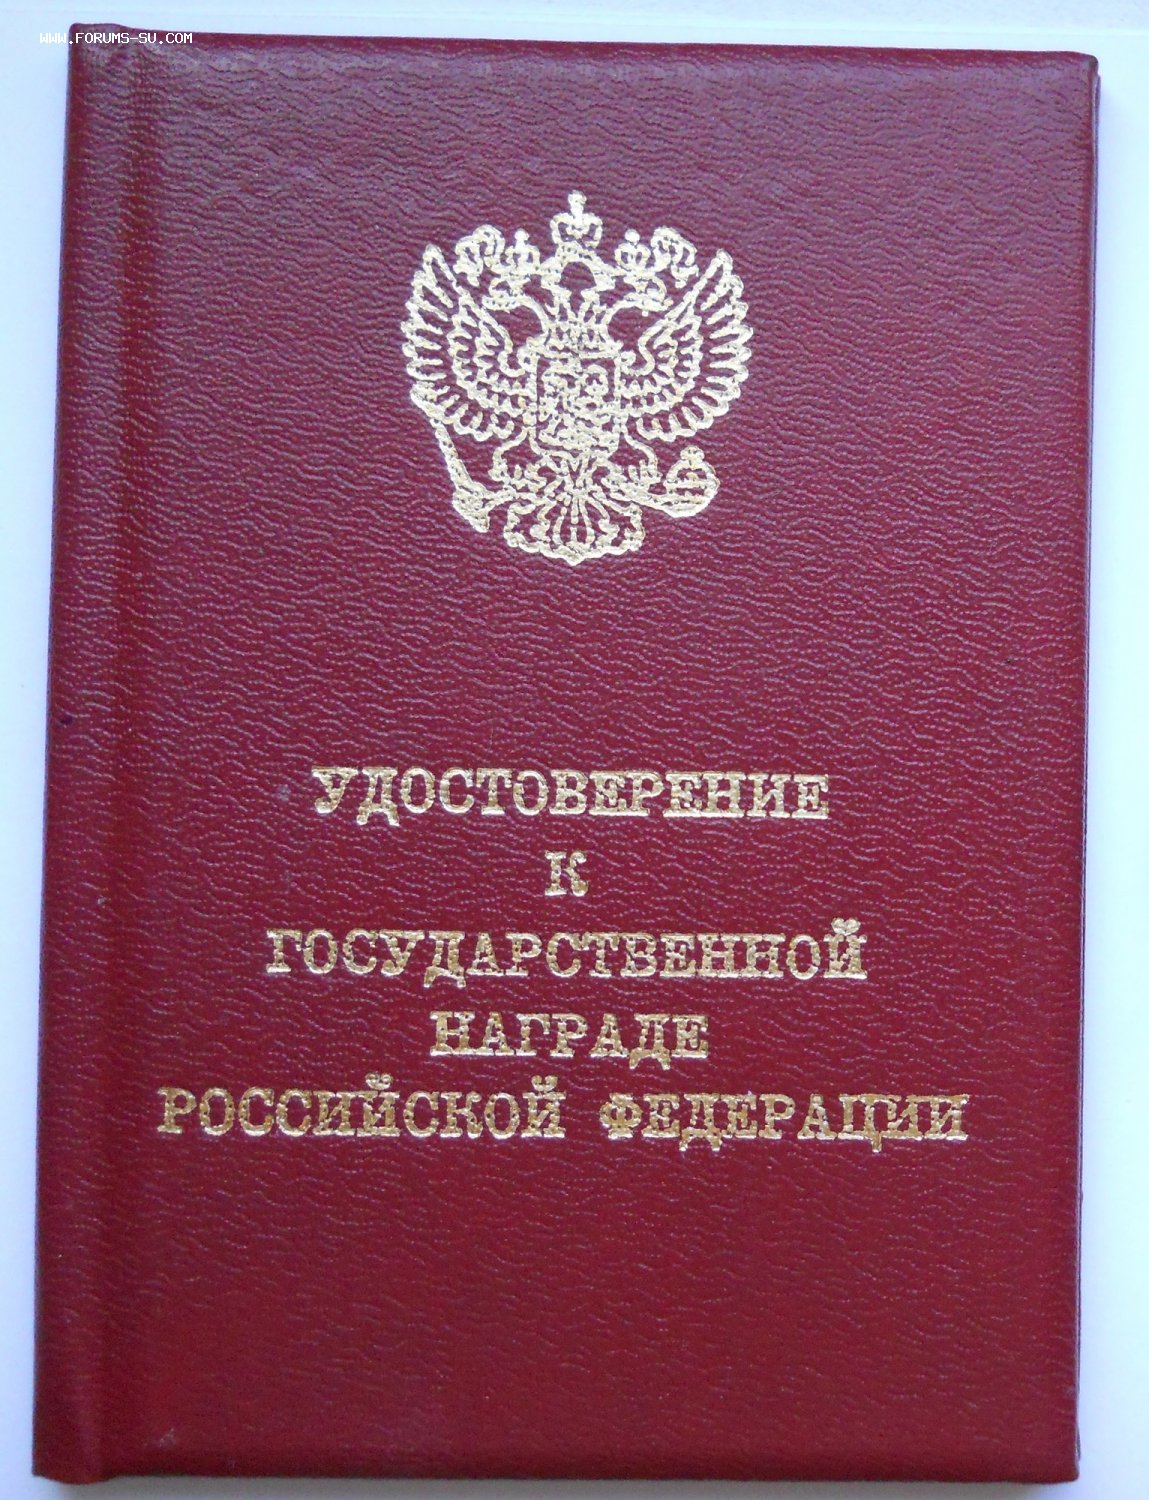 WWW.FORUMS-SU.COM
УДОСТОВЕРЕНИЕ
К
ГОСУДАРСТВЕННОЙ
НАГРАДЕ
РОССИЙСКОЙ ФЕДЕРАЦИИ